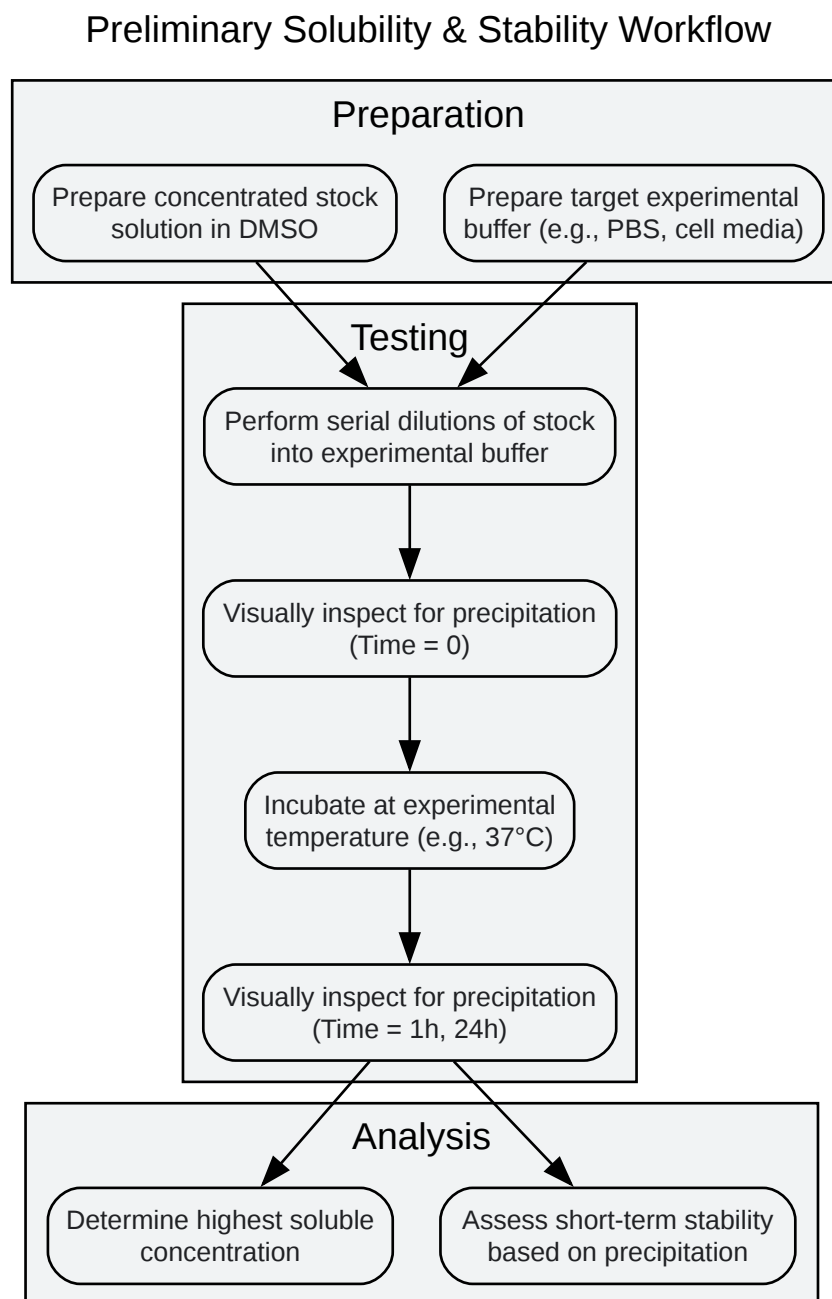 Preliminary Solubility & Stability Workflow
Preparation
Prepare concentrated stock
solution in DMSO
Prepare target experimental
buffer (e.g., PBS, cell media)
Testing
Perform serial dilutions of stock
into experimental buffer
Visually inspect for precipitation
(Time = 0)
Incubate at experimental
temperature (e.g., 37°C)
Visually inspect for precipitation
(Time = 1h, 24h)
Analysis
Determine highest soluble
concentration
Assess short-term stability
based on precipitation